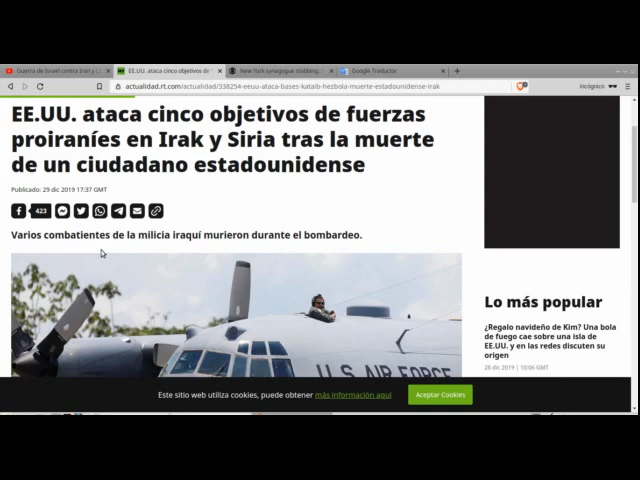 Guerra de Israel contra Iran y
EE.UU. ataca cinco objetivos de
New York synagogue stabbing:
Google Traductor
actualidad.rt.com/actualidad/338254-eeuu-ataca-bases-kataib-hezbola-muerte-estadounidense-irak
Incógnico
EE.UU. ataca cinco objetivos de fuerzas
proiraníes en Irak y Siria tras la muerte
de un ciudadano estadounidense
Publicado: 29 dic 2019 17:37 GMT
423
Varios combatientes de la milicia iraquí murieron durante el bombardeo.
U.S. AIR FORCE
Lo más popular
¿Regalo navideño de Kim? Una bola
de fuego cae sobre una isla de
EE.UU. y en las redes discuten su
origen
26 dic 2019 | 10:06 GMT
Este sitio web utiliza cookies, puede obtener más información aquí
Aceptar Cookies